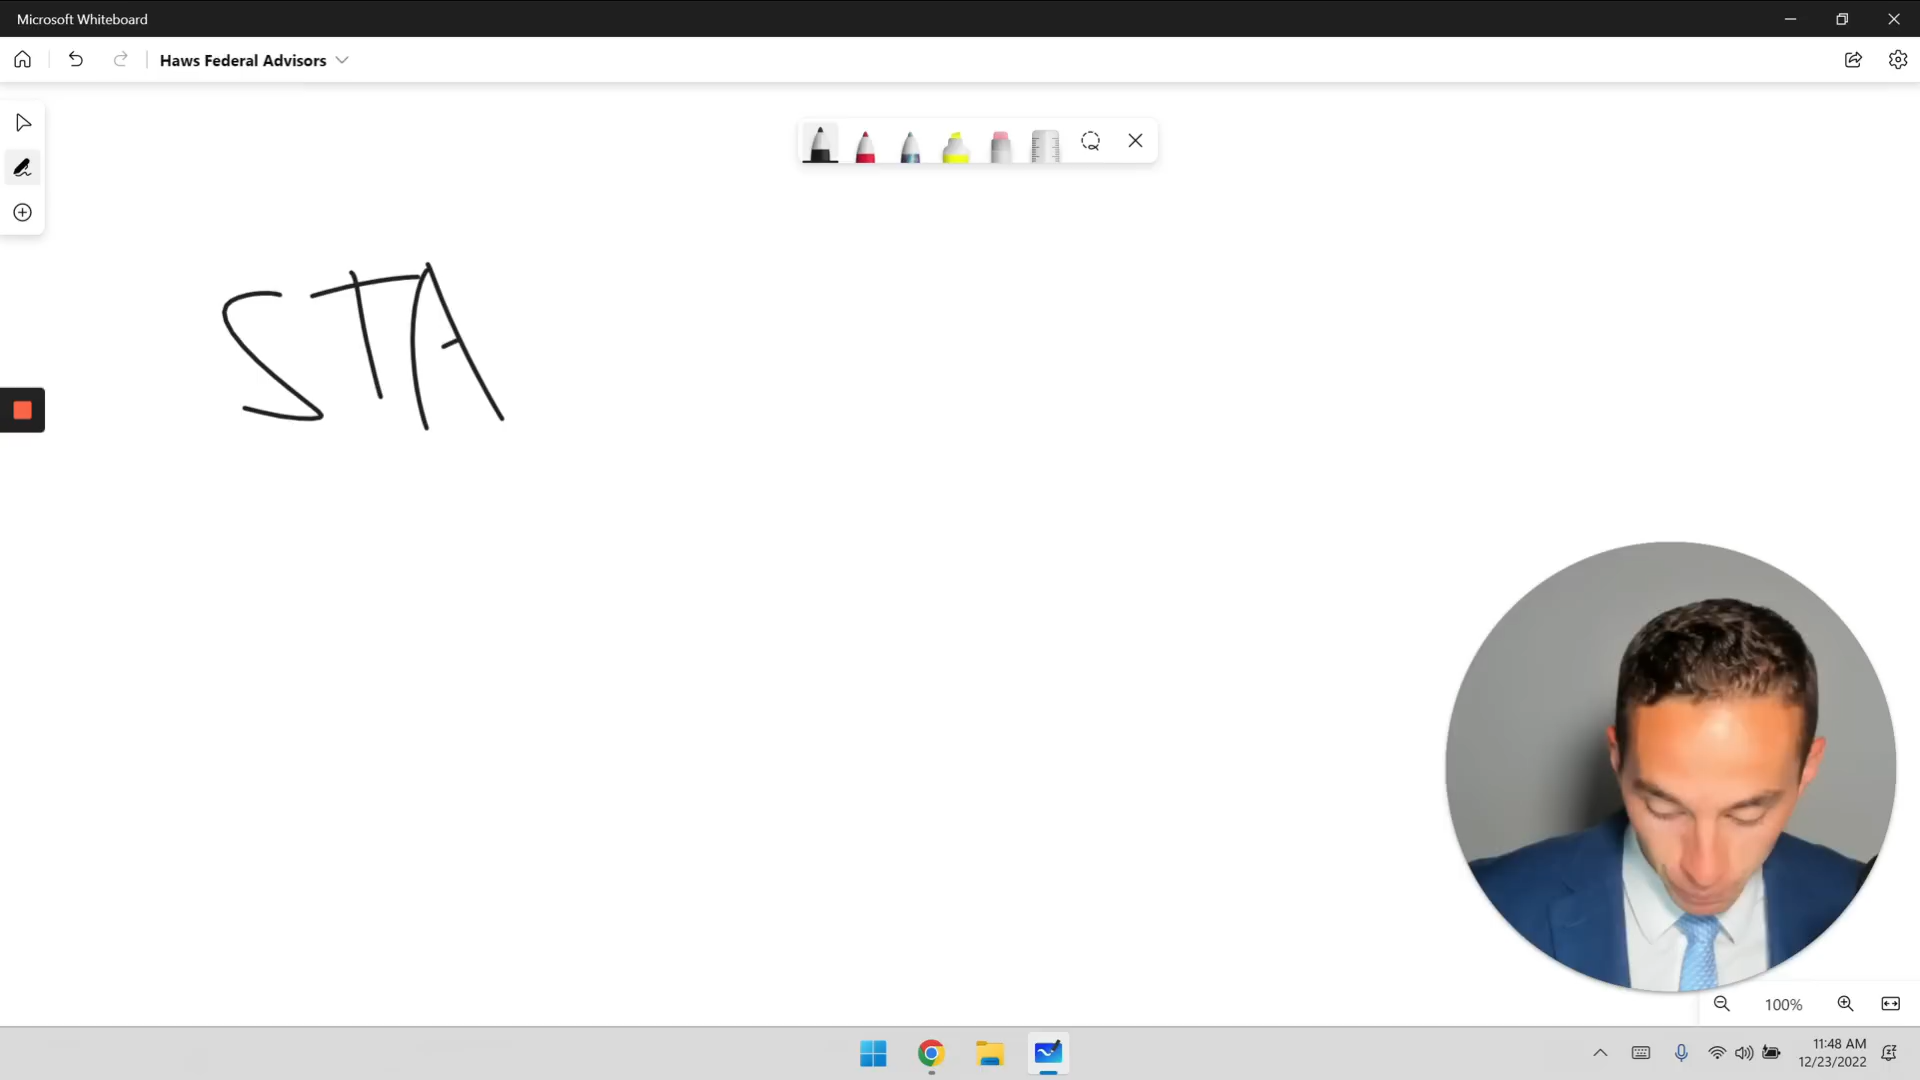 Microsoft Whiteboard
Haws Federal Advisors
STA
100%
11:48 AM
12/23/2022